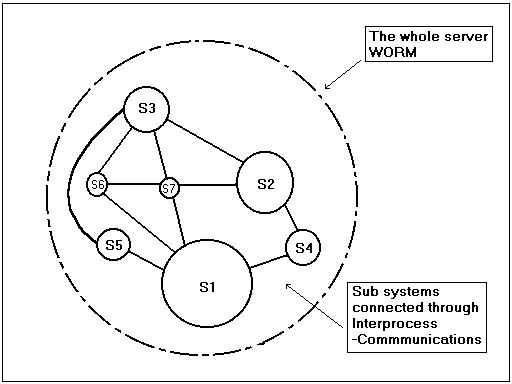 The whole server
WORM
S3
S6
S7
S2
S5
S4
S1
Sub systems
connected through
Interprocess
-Commmunications